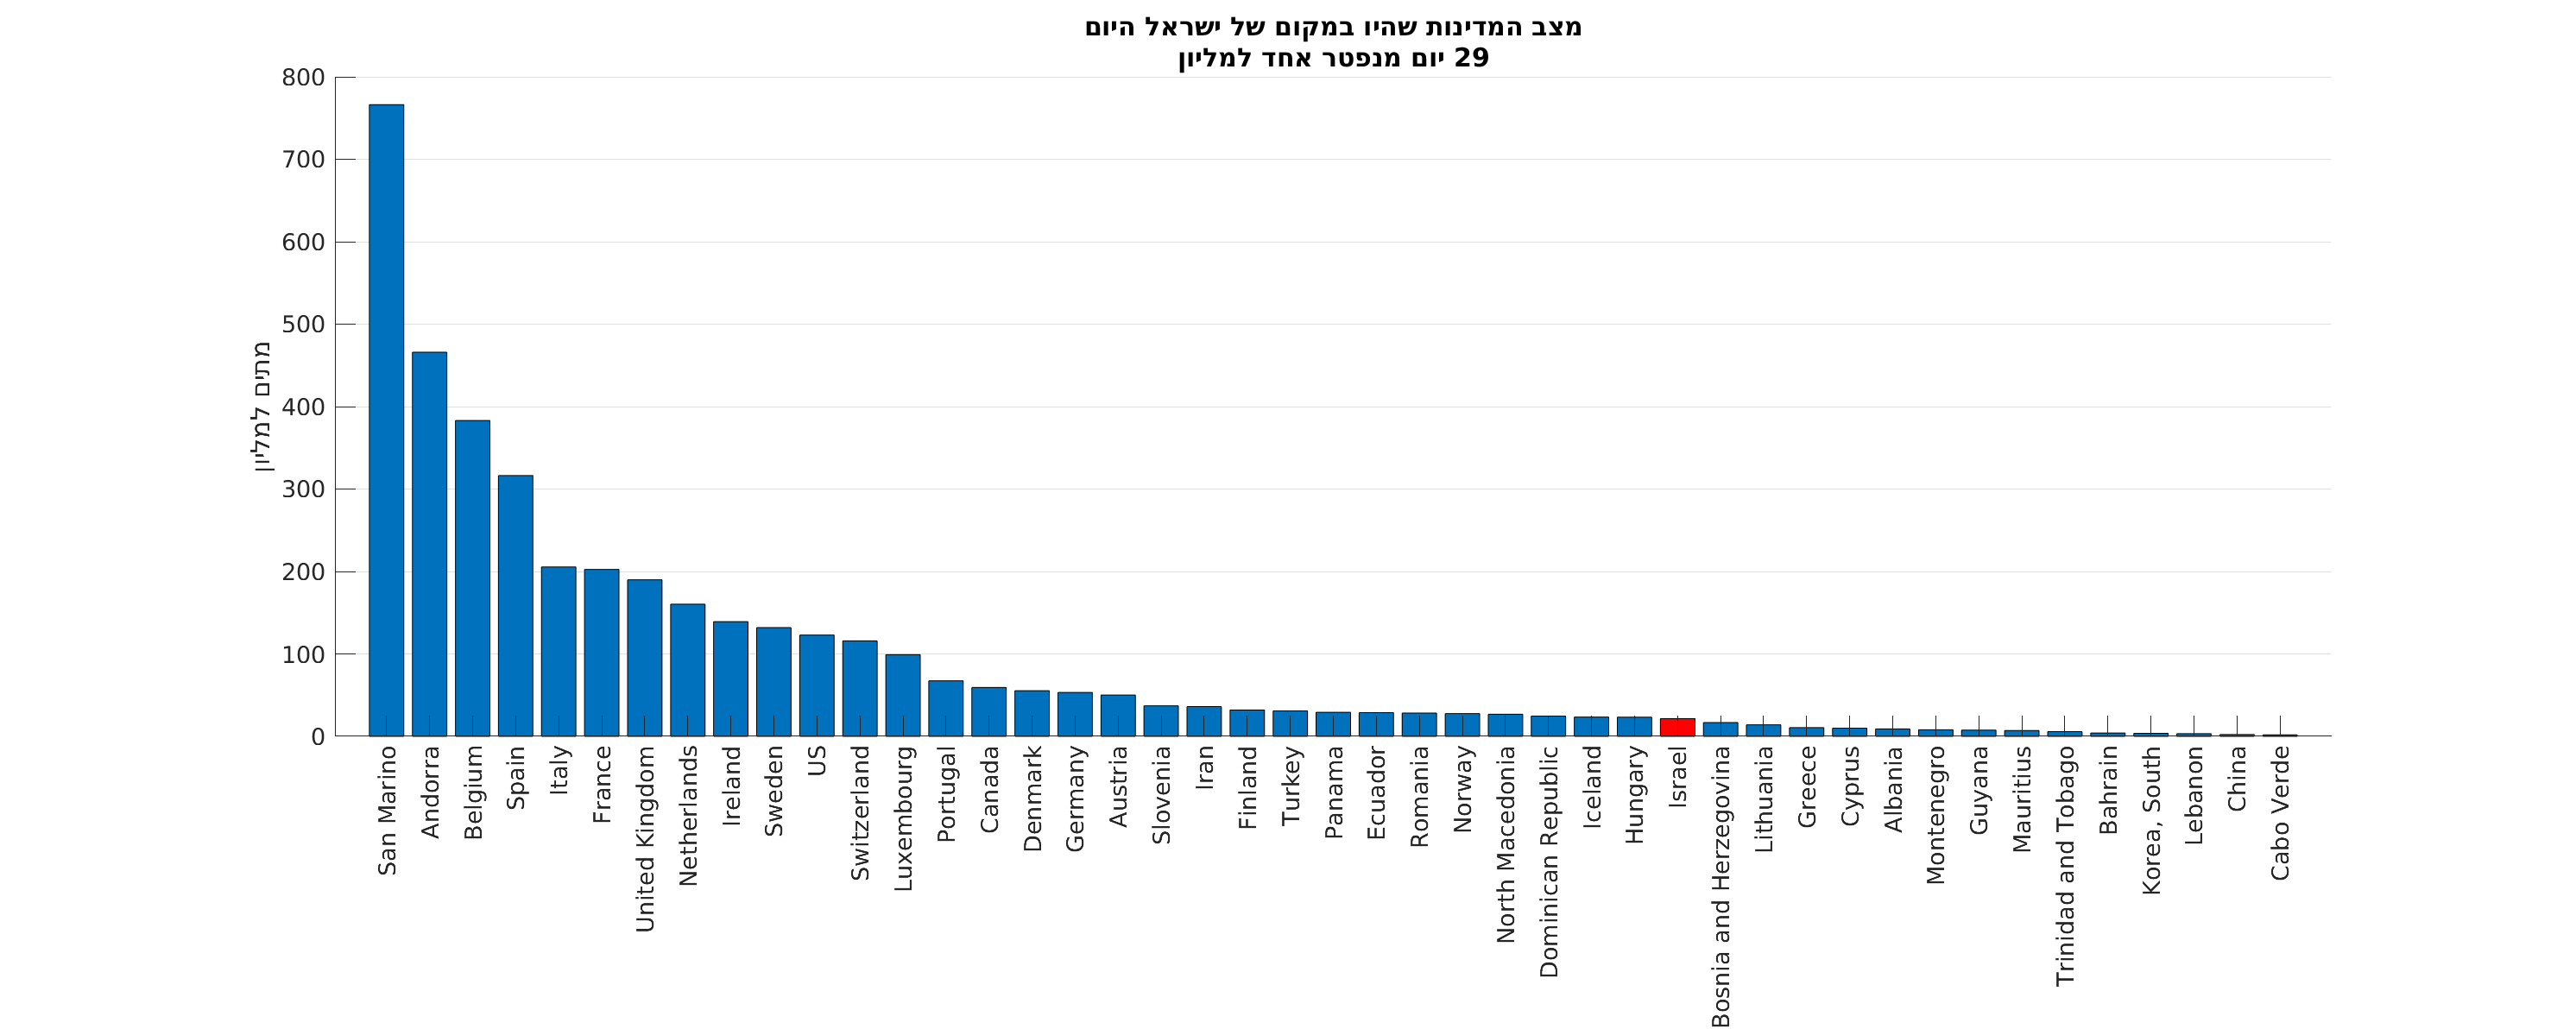 מצב המדינות שהיו במקום של ישראל היום
29 יום מנפטר אחד למליון
מתים למליון
800
700
600
500
400
300
200
100
0
San Marino
Andorra
Belgium
Spain
Italy
France
United Kingdom
Netherlands
Ireland
Sweden
US
Switzerland
Luxembourg
Portugal
Canada
Denmark
Germany
Austria
Slovenia
Iran
Finland
Turkey
Panama
Ecuador
Romania
Norway
North Macedonia
Dominican Republic
Iceland
Hungary
Israel
Bosnia and Herzegovina
Lithuania
Greece
Cyprus
Albania
Montenegro
Guyana
Mauritius
Trinidad and Tobago
Bahrain
Korea, South
Lebanon
China
Cabo Verde